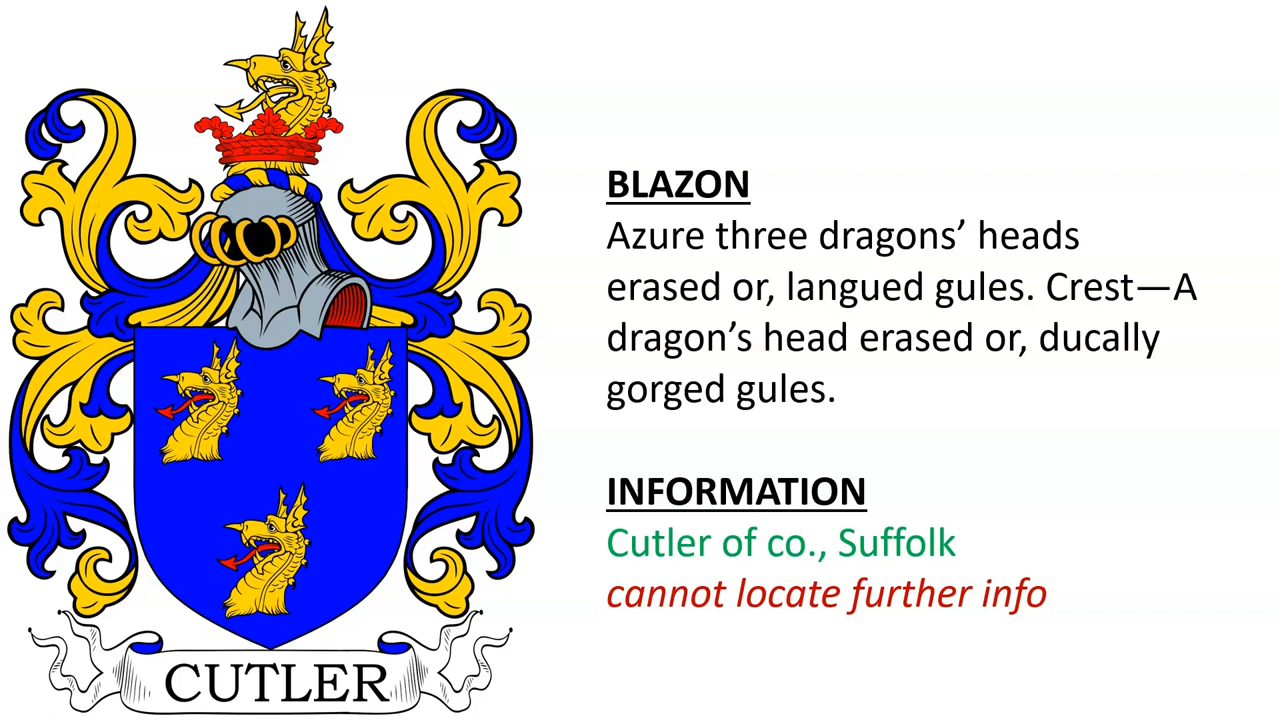 BLAZON
Azure three dragons’ heads
erased or, langued gules. Crest—A
dragon’s head erased or, ducally
gorged gules.
INFORMATION
Cutler of co., Suffolk
cannot locate further info
CUTLER